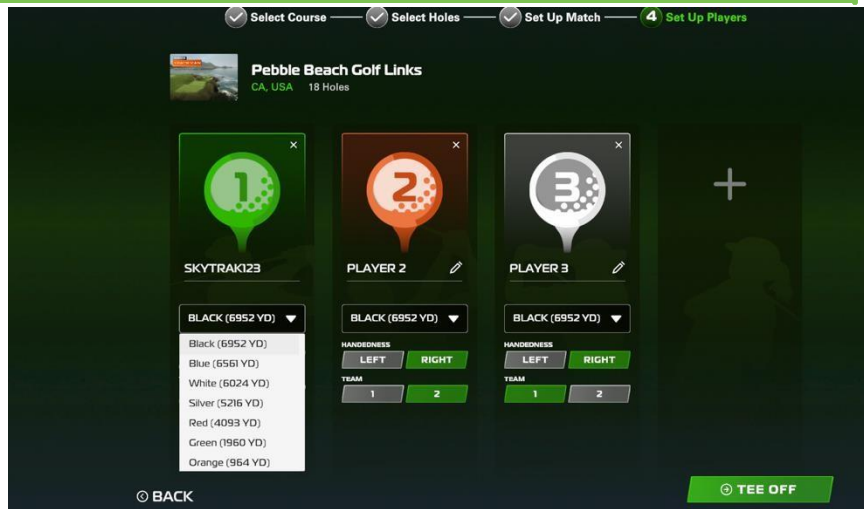 Select Course
Select Holes
Set Up Match
4 Set Up Players
Pebble Beach Golf Links
CA, USA 18 Holes
1
2
3
SKYTRAK123
PLAYER 2
PLAYER 3
BLACK (6952 YD)
BLACK (6952 YD)
BLACK (6952 YD)
Black (6952 YD)
Blue (6561 YD)
White (6024 YD)
Silver (5216 YD)
Red (4093 YD)
Green (1960 YD)
Orange (964 YD)
HANDEDNESS
LEFT RIGHT
TEAM
1 2
HANDEDNESS
LEFT RIGHT
TEAM
1 2
BACK
TEE OFF